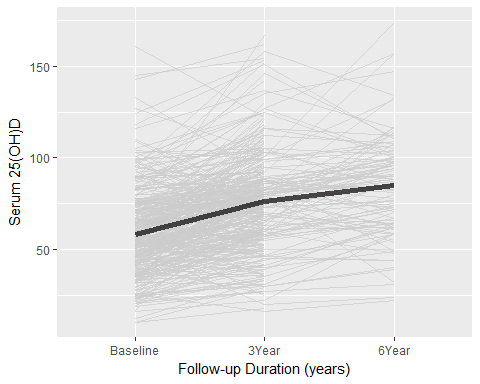 150
100
50
Serum 25(OH)D
Baseline 3Year 6Year
Follow-up Duration (years)